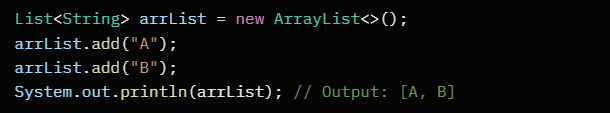 List<String> arrList = new ArrayList<>();
arrList.add("A");
arrList.add("B");
System.out.println(arrList); // Output: [A, B]